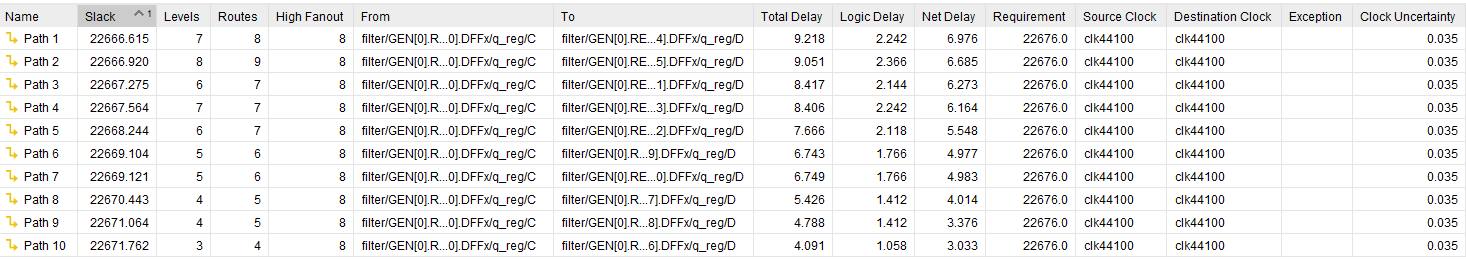 Name Slack 1 Levels Routes High Fanout From To Total Delay Logic Delay Net Delay Requirement Source Clock Destination Clock Exception Clock Uncertainty
Path 1 22666.615 7 8 8 filter/GEN[0].R...0].DFFx/q_reg/C filter/GEN[0].RE...4].DFFx/q_reg/D 9.218 2.242 6.976 22676.0 clk44100 clk44100 0.035
Path 2 22666.920 8 9 8 filter/GEN[0].R...0].DFFx/q_reg/C filter/GEN[0].RE...5].DFFx/q_reg/D 9.051 2.366 6.685 22676.0 clk44100 clk44100 0.035
Path 3 22667.275 6 7 8 filter/GEN[0].R...0].DFFx/q_reg/C filter/GEN[0].RE...1].DFFx/q_reg/D 8.417 2.144 6.273 22676.0 clk44100 clk44100 0.035
Path 4 22667.564 7 7 8 filter/GEN[0].R...0].DFFx/q_reg/C filter/GEN[0].RE...3].DFFx/q_reg/D 8.406 2.242 6.164 22676.0 clk44100 clk44100 0.035
Path 5 22668.244 6 7 8 filter/GEN[0].R...0].DFFx/q_reg/C filter/GEN[0].RE...2].DFFx/q_reg/D 7.666 2.118 5.548 22676.0 clk44100 clk44100 0.035
Path 6 22669.104 5 6 8 filter/GEN[0].R...0].DFFx/q_reg/C filter/GEN[0].R...9].DFFx/q_reg/D 6.743 1.766 4.977 22676.0 clk44100 clk44100 0.035
Path 7 22669.121 5 6 8 filter/GEN[0].R...0].DFFx/q_reg/C filter/GEN[0].RE...0].DFFx/q_reg/D 6.749 1.766 4.983 22676.0 clk44100 clk44100 0.035
Path 8 22670.443 4 5 8 filter/GEN[0].R...0].DFFx/q_reg/C filter/GEN[0].R...7].DFFx/q_reg/D 5.426 1.412 4.014 22676.0 clk44100 clk44100 0.035
Path 9 22671.064 4 5 8 filter/GEN[0].R...0].DFFx/q_reg/C filter/GEN[0].R...8].DFFx/q_reg/D 4.788 1.412 3.376 22676.0 clk44100 clk44100 0.035
Path 10 22671.762 3 4 8 filter/GEN[0].R...0].DFFx/q_reg/C filter/GEN[0].R...6].DFFx/q_reg/D 4.091 1.058 3.033 22676.0 clk44100 clk44100 0.035